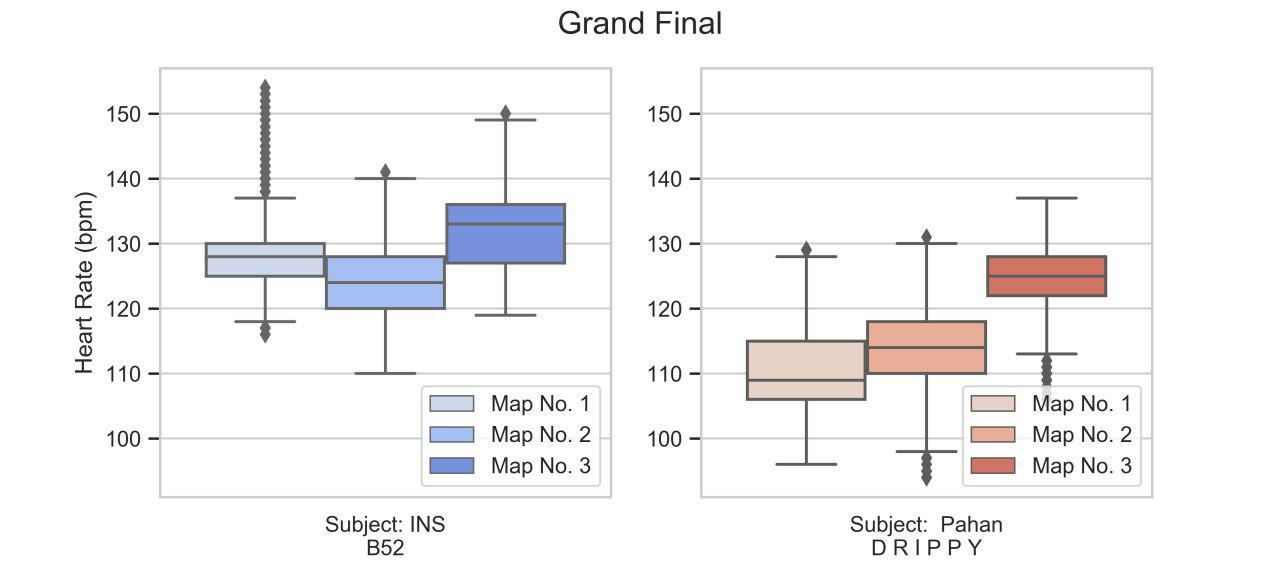 Grand Final
Heart Rate (bpm)
150
140
130
120
110
100
Map No. 1
Map No. 2
Map No. 3
Subject: INS
B52
150
140
130
120
110
100
Map No. 1
Map No. 2
Map No. 3
Subject:  Pahan
D R I P P Y